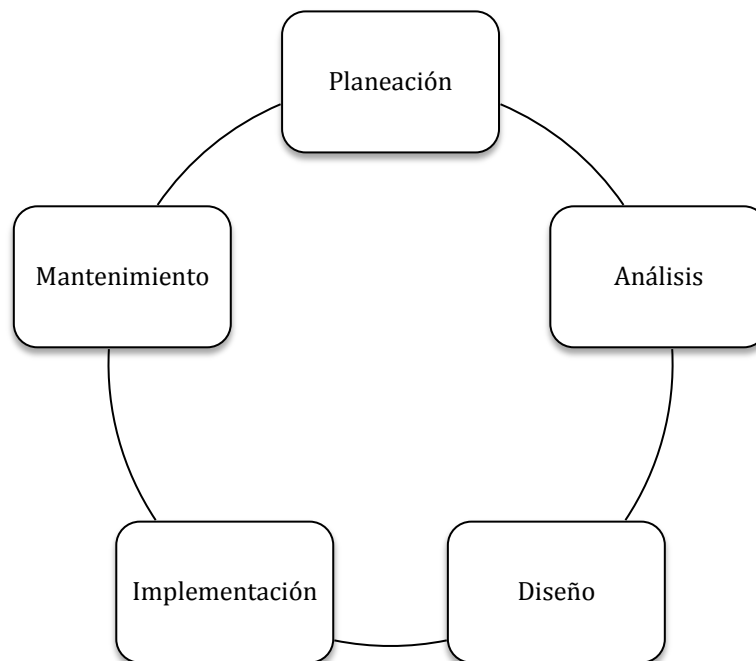 Planeación
Análisis
Diseño
Implementación
Mantenimiento